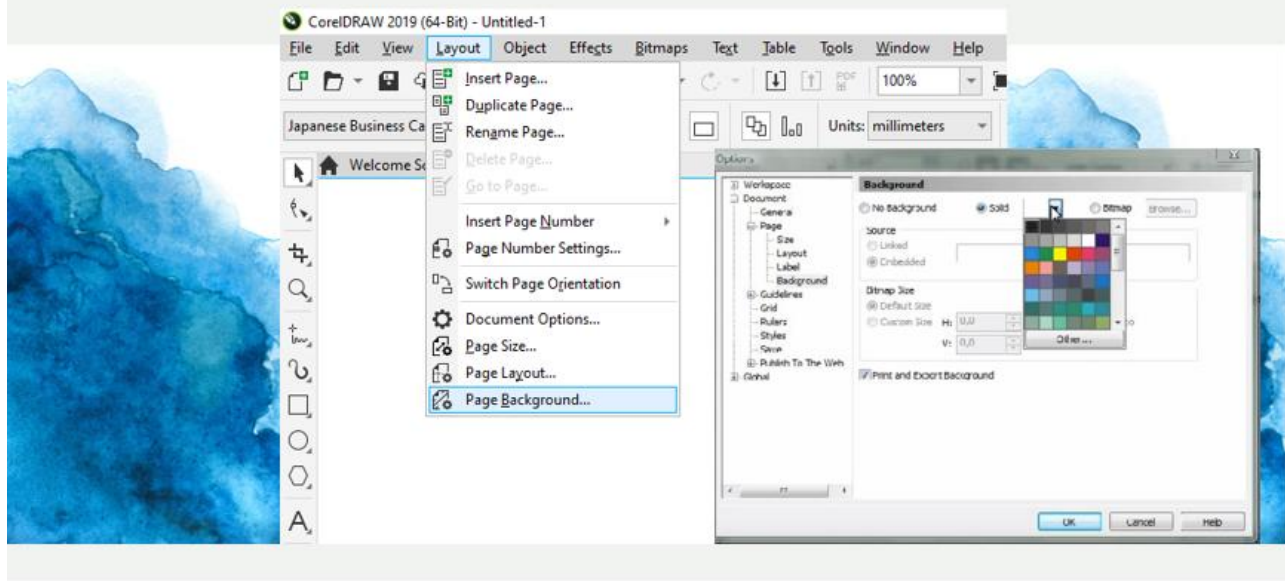 CorelDRAW 2019 (64-Bit) - Untitled-1
File Edit View Layout Object Effects Bitmaps Text Table Tools Window Help
100%
PDF
Japanese Business Ca
Units: millimeters
Welcome Sc
Insert Page...
Duplicate Page...
Rename Page...
Delete Page...
Go to Page...
Insert Page Number
Page Number Settings...
Switch Page Orientation
Document Options...
Page Size...
Page Layout...
Page Background...
A
Options
Workspace
Document
General
Page
Size
Layout
Label
Background
Guidelines
Grid
Rulers
Styles
Save
Publish To The Web
Global
Background
No Background Solid Bitmap Browse...
Source
Linked
Embedded
Bitmap Size
Default Size
Custom Size H: 0,0
V: 0,0
Other...
Print and Export Background
OK Cancel Help